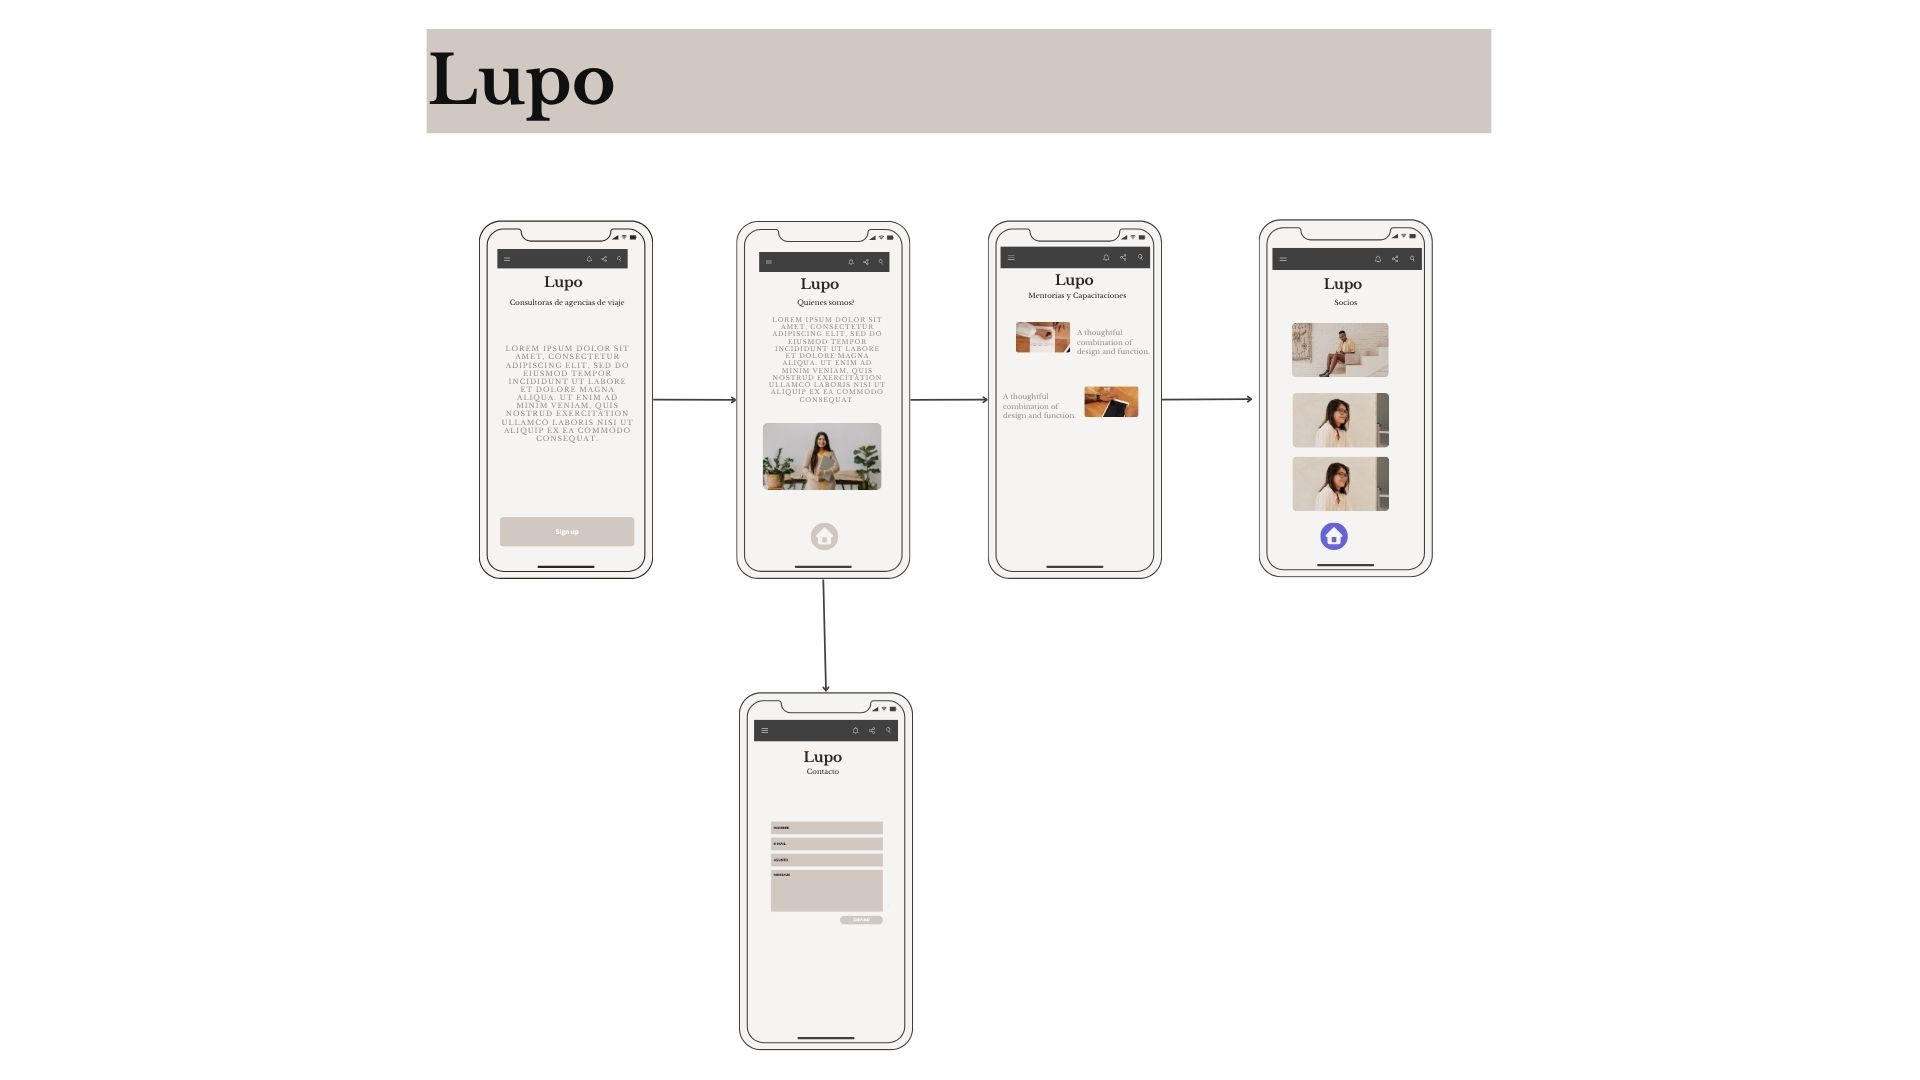 Lupo
Lupo
Consultoras de agencias de viaje
LOREM IPSUM DOLOR SIT
AMET, CONSECTETUR
ADIPISCING ELIT, SED DO
EIUSMOD TEMPOR
INCIDIDUNT UT LABORE
ET DOLORE MAGNA
ALIQUA. UT ENIM AD
MINIM VENIAM, QUIS
NOSTRUD EXERCITATION
ULLAMCO LABORIS NISI UT
ALIQUIP EX EA COMMODO
CONSEQUAT.
Sign up
Lupo
Quienes somos?
LOREM IPSUM DOLOR SIT
AMET, CONSECTETUR
ADIPISCING ELIT, SED DO
EIUSMOD TEMPOR
INCIDIDUNT UT LABORE
ET DOLORE MAGNA
ALIQUA. UT ENIM AD
MINIM VENIAM, QUIS
NOSTRUD EXERCITATION
ULLAMCO LABORIS NISI UT
ALIQUIP EX EA COMMODO
CONSEQUAT.
Lupo
Mentorias y Capacitaciones
A thoughtful
combination of
design and function.
A thoughtful
combination of
design and function.
Lupo
Socios
Lupo
Contacto
NOMBRE
E-MAIL
ASUNTO
MENSAJE